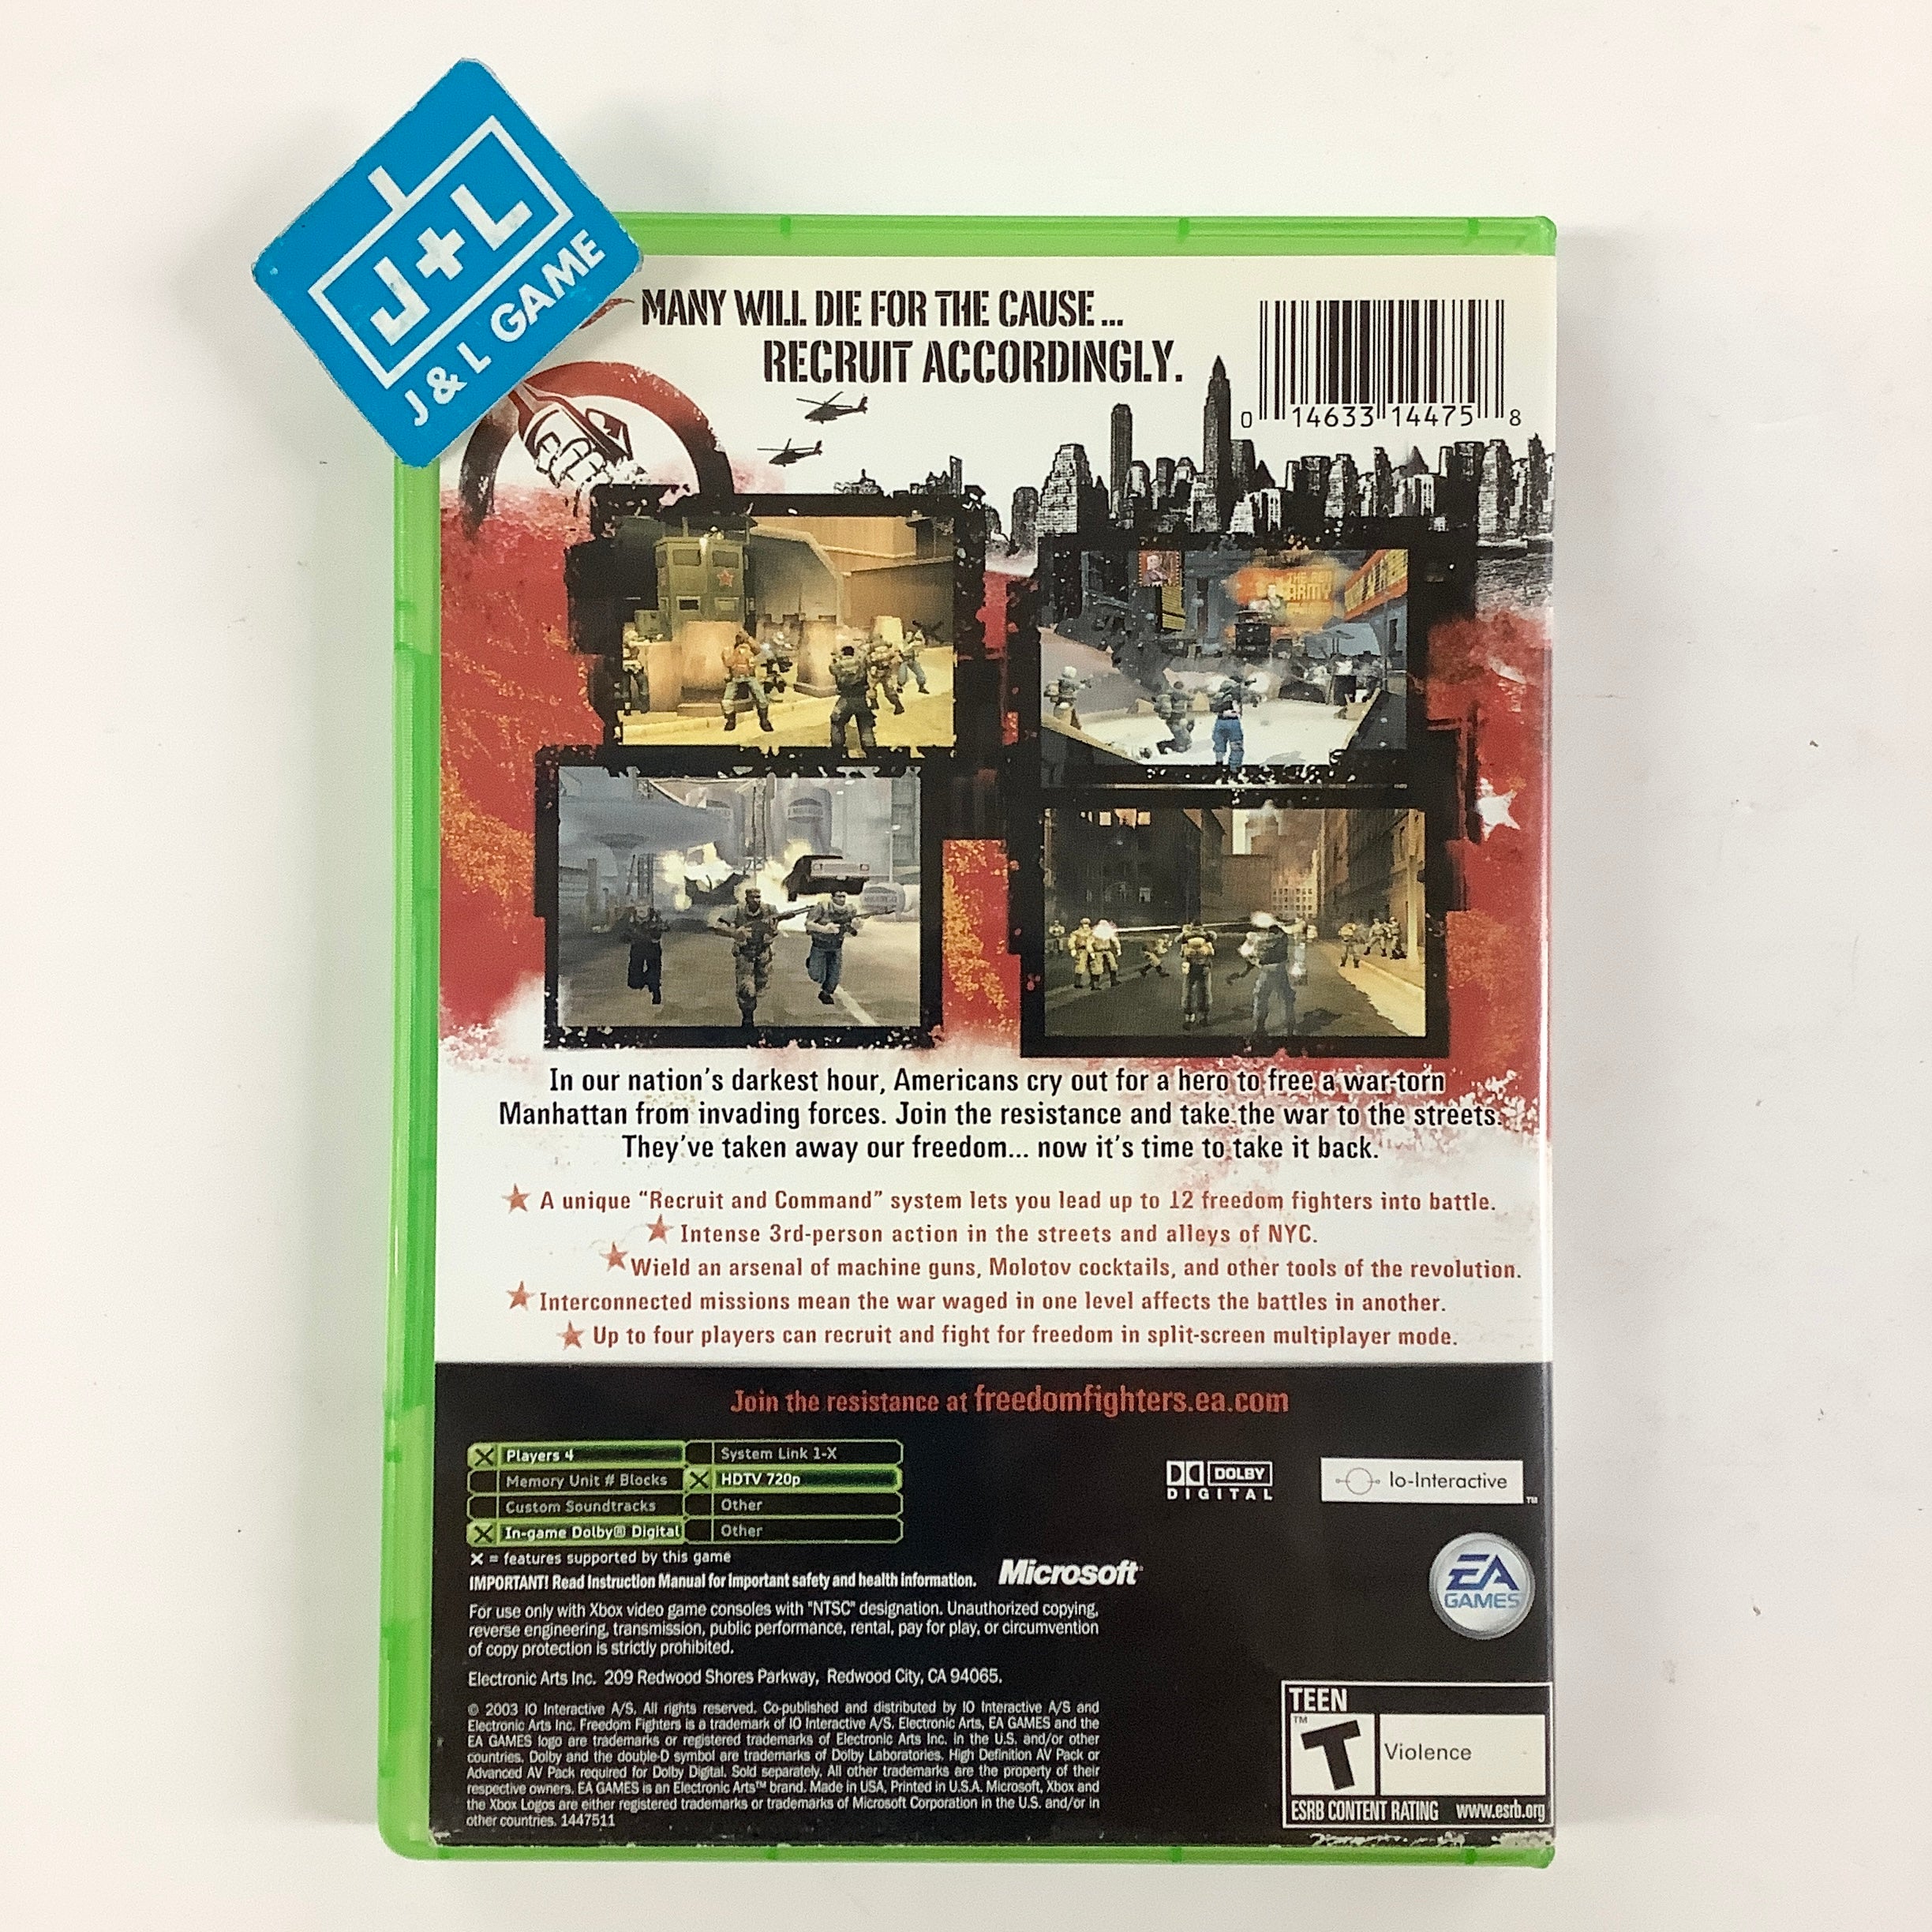 J+L
J & L GAME
MANY WILL DIE FOR THE CAUSE ...
RECRUIT ACCORDINGLY.
0 14633 14475 8
THE RED
ARMY
In our nation's darkest hour, Americans cry out for a hero to free a war-torn
Manhattan from invading forces. Join the resistance and take the war to the streets.
They've taken away our freedom... now it's time to take it back.
A unique "Recruit and Command" system lets you lead up to 12 freedom fighters into battle.
Intense 3rd-person action in the streets and alleys of NYC.
Wield an arsenal of machine guns, Molotov cocktails, and other tools of the revolution.
Interconnected missions mean the war waged in one level affects the battles in another.
Up to four players can recruit and fight for freedom in split-screen multiplayer mode.
Join the resistance at freedomfighters.ea.com
X Players 4 System Link 1-X
Memory Unit # Blocks X HDTV 720p
Custom Soundtracks Other
X In-game Dolby® Digital Other
X = features supported by this game
DOLBY
DIGITAL
Io-Interactive ™
IMPORTANT! Read Instruction Manual for important safety and health information.
Microsoft
EA
GAMES™
For use only with Xbox video game consoles with "NTSC" designation. Unauthorized copying,
reverse engineering, transmission, public performance, rental, pay for play, or circumvention
of copy protection is strictly prohibited.
Electronic Arts Inc. 209 Redwood Shores Parkway, Redwood City, CA 94065.
© 2003 IO Interactive A/S. All rights reserved. Co-published and distributed by IO Interactive A/S and
Electronic Arts Inc. Freedom Fighters is a trademark of IO Interactive A/S. Electronic Arts, EA GAMES and the
EA GAMES logo are trademarks or registered trademarks of Electronic Arts Inc. in the U.S. and/or other
countries. Dolby and the double-D symbol are trademarks of Dolby Laboratories. High Definition AV Pack or
Advanced AV Pack required for Dolby Digital. Sold separately. All other trademarks are the property of their
respective owners. EA GAMES is an Electronic Arts™ brand. Made in USA. Printed in U.S.A. Microsoft, Xbox and
the Xbox Logos are either registered trademarks or trademarks of Microsoft Corporation in the U.S. and/or in
other countries. 1447511
TEEN
™
T
Violence
ESRB CONTENT RATING www.esrb.org